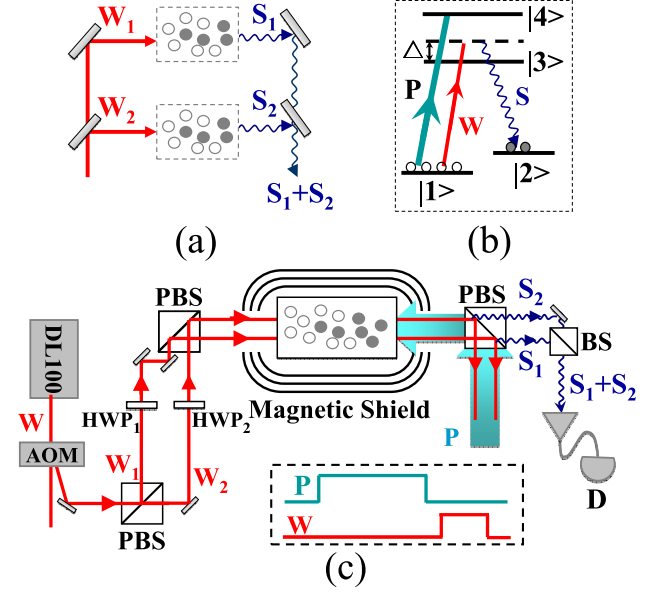 W1
S1
W2
S2
S1+S2
(a)
|4>
Δ
|3>
P
S
W
|1>
|2>
(b)
PBS
PBS
S2
BS
S1
S1+S2
DL100
W
AOM
HWP1
HWP2
Magnetic Shield
P
W1
W2
PBS
D
P
W
(c)